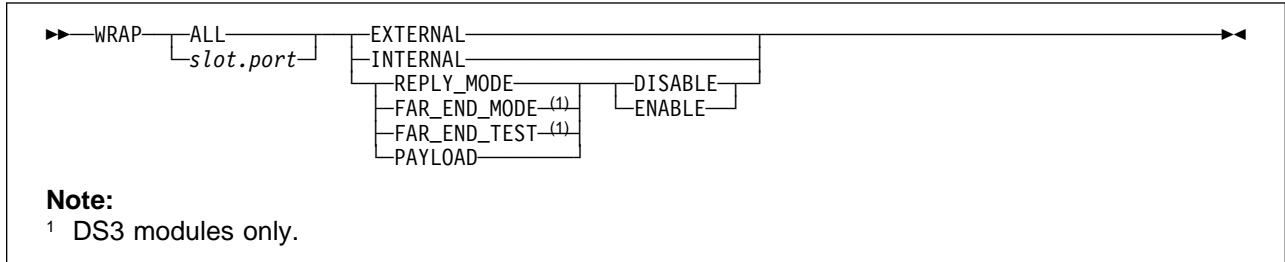 WRAP ALL EXTERNAL
slot.port INTERNAL
REPLY_MODE DISABLE
FAR_END_MODE (1) ENABLE
FAR_END_TEST (1)
PAYLOAD
Note:
1 DS3 modules only.